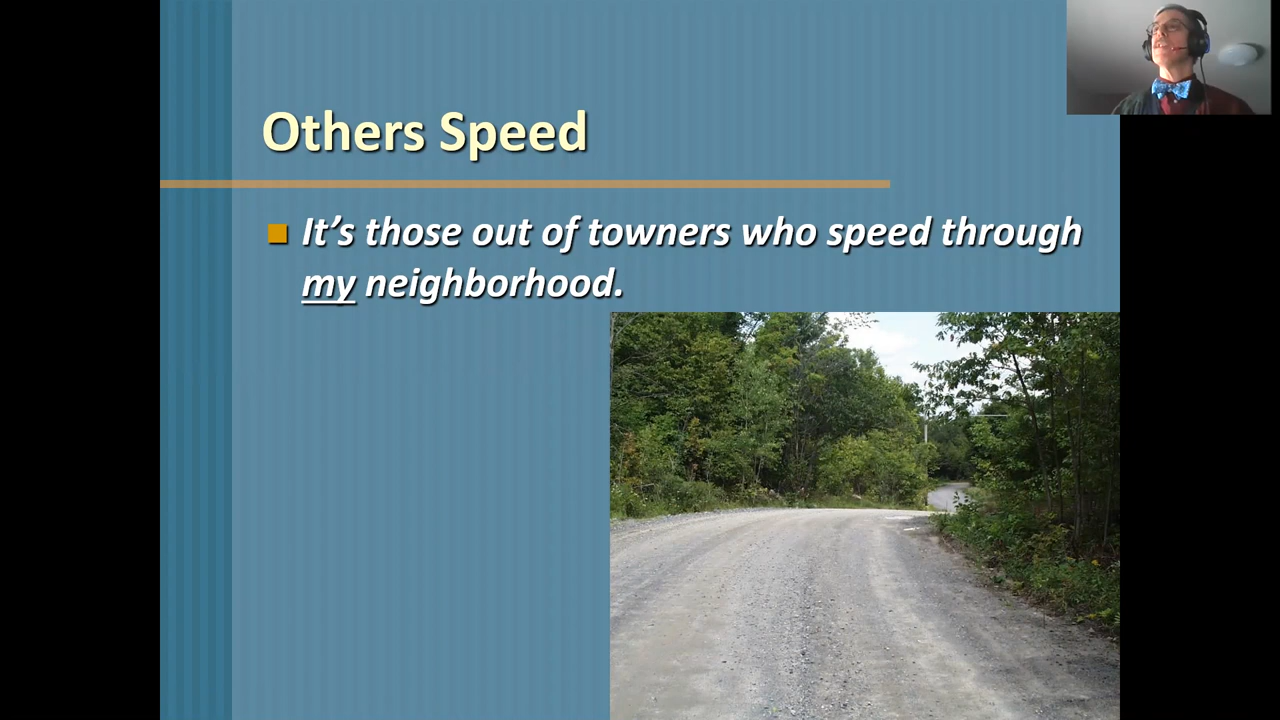 Others Speed
It’s those out of towners who speed through
my neighborhood.